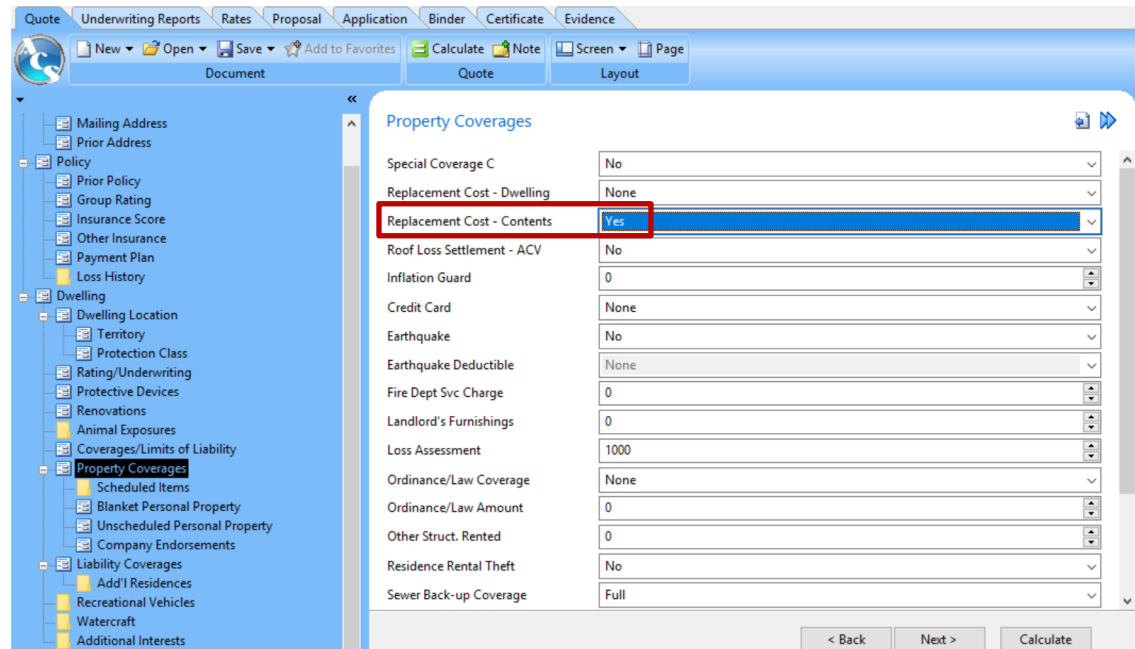 Quote Underwriting Reports Rates Proposal Application Binder Certificate Evidence
ACS New Open Save Add to Favorites Calculate Note Screen Page
Document Quote Layout
«
Mailing Address
Prior Address
Policy
Prior Policy
Group Rating
Insurance Score
Other Insurance
Payment Plan
Loss History
Dwelling
Dwelling Location
Territory
Protection Class
Rating/Underwriting
Protective Devices
Renovations
Animal Exposures
Coverages/Limits of Liability
Property Coverages
Scheduled Items
Blanket Personal Property
Unscheduled Personal Property
Company Endorsements
Liability Coverages
Add'l Residences
Recreational Vehicles
Watercraft
Additional Interests
Property Coverages
Special Coverage C No
Replacement Cost - Dwelling None
Replacement Cost - Contents Yes
Roof Loss Settlement - ACV No
Inflation Guard 0
Credit Card None
Earthquake No
Earthquake Deductible None
Fire Dept Svc Charge 0
Landlord's Furnishings 0
Loss Assessment 1000
Ordinance/Law Coverage None
Ordinance/Law Amount 0
Other Struct. Rented 0
Residence Rental Theft No
Sewer Back-up Coverage Full
< Back Next > Calculate